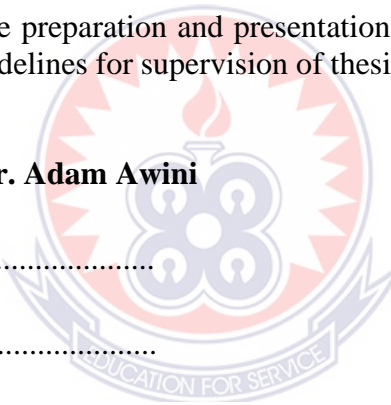 e preparation and presentation
delines for supervision of thesi
r. Adam Awini
.....................
.....................
EDUCATION FOR SERVICE